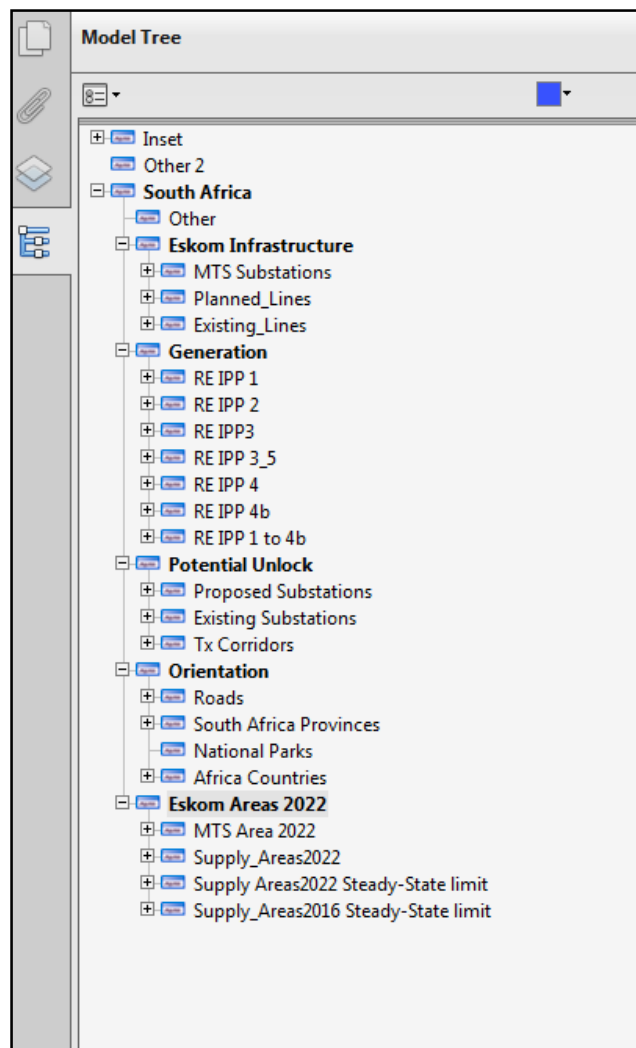 Model Tree
Inset
Other 2
South Africa
Other
Eskom Infrastructure
MTS Substations
Planned_Lines
Existing_Lines
Generation
RE IPP 1
RE IPP 2
RE IPP3
RE IPP 3_5
RE IPP 4
RE IPP 4b
RE IPP 1 to 4b
Potential Unlock
Proposed Substations
Existing Substations
Tx Corridors
Orientation
Roads
South Africa Provinces
National Parks
Africa Countries
Eskom Areas 2022
MTS Area 2022
Supply_Areas2022
Supply Areas2022 Steady-State limit
Supply_Areas2016 Steady-State limit